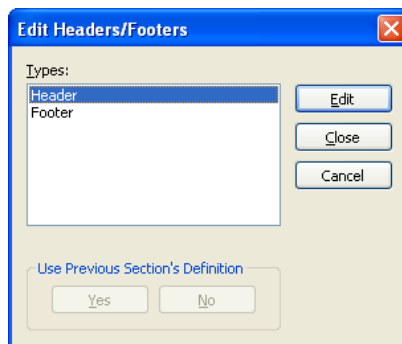 Edit Headers/Footers
Types:
Header
Footer
Edit
Close
Cancel
Use Previous Section's Definition
Yes
No